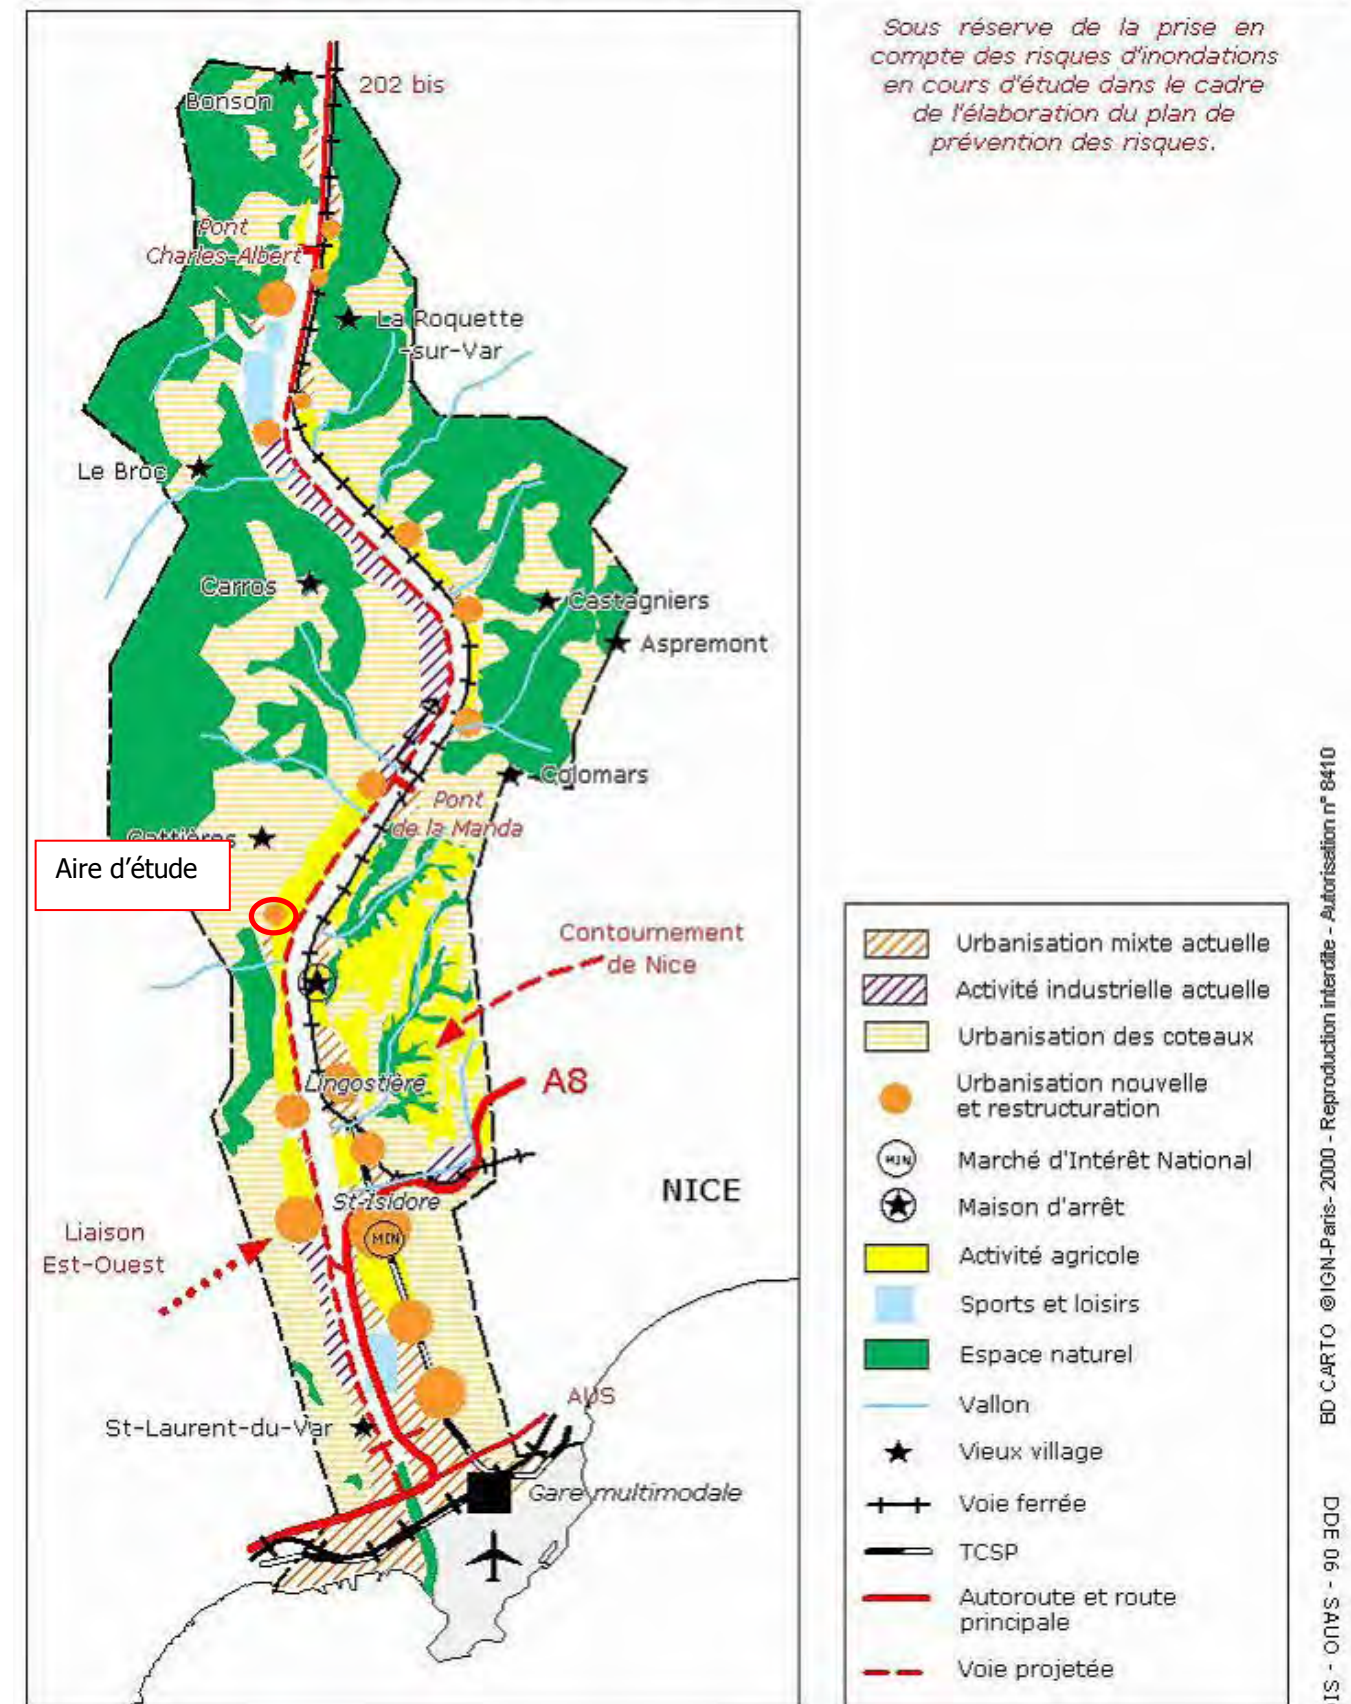 Sous réserve de la prise en
compte des risques d'inondations
en cours d'étude dans le cadre
de l'élaboration du plan de
prévention des risques.
202 bis
Bonson
Pont
Charles-Albert
La Roquette
-sur-Var
Le Broc
Carros
Castagniers
Aspremont
Colomars
Pont
de la Manda
Gattières
Aire d'étude
Contournement
de Nice
Lingostière
A8
St-Isidore
NICE
MIN
Liaison
Est-Ouest
AUS
St-Laurent-du-Var
Gare multimodale
Urbanisation mixte actuelle
Activité industrielle actuelle
Urbanisation des coteaux
Urbanisation nouvelle
et restructuration
MIN
Marché d'Intérêt National
Maison d'arrêt
Activité agricole
Sports et loisirs
Espace naturel
Vallon
Vieux village
Voie ferrée
TCSP
Autoroute et route
principale
Voie projetée
BD CARTO ©IGN-Paris- 2000 - Reproduction interdite - Autorisation n° 8410
DDE 06 - SAUO - SI